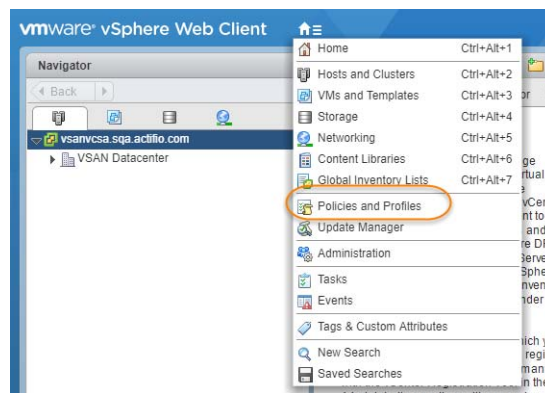 vmware® vSphere Web Client
Navigator
Back
vsanvcsa.sqa.actifio.com
VSAN Datacenter
Home Ctrl+Alt+1
Hosts and Clusters Ctrl+Alt+2
VMs and Templates Ctrl+Alt+3
Storage Ctrl+Alt+4
Networking Ctrl+Alt+5
Content Libraries Ctrl+Alt+6
Global Inventory Lists Ctrl+Alt+7
Policies and Profiles
Update Manager
Administration
Tasks
Events
Tags & Custom Attributes
New Search
Saved Searches